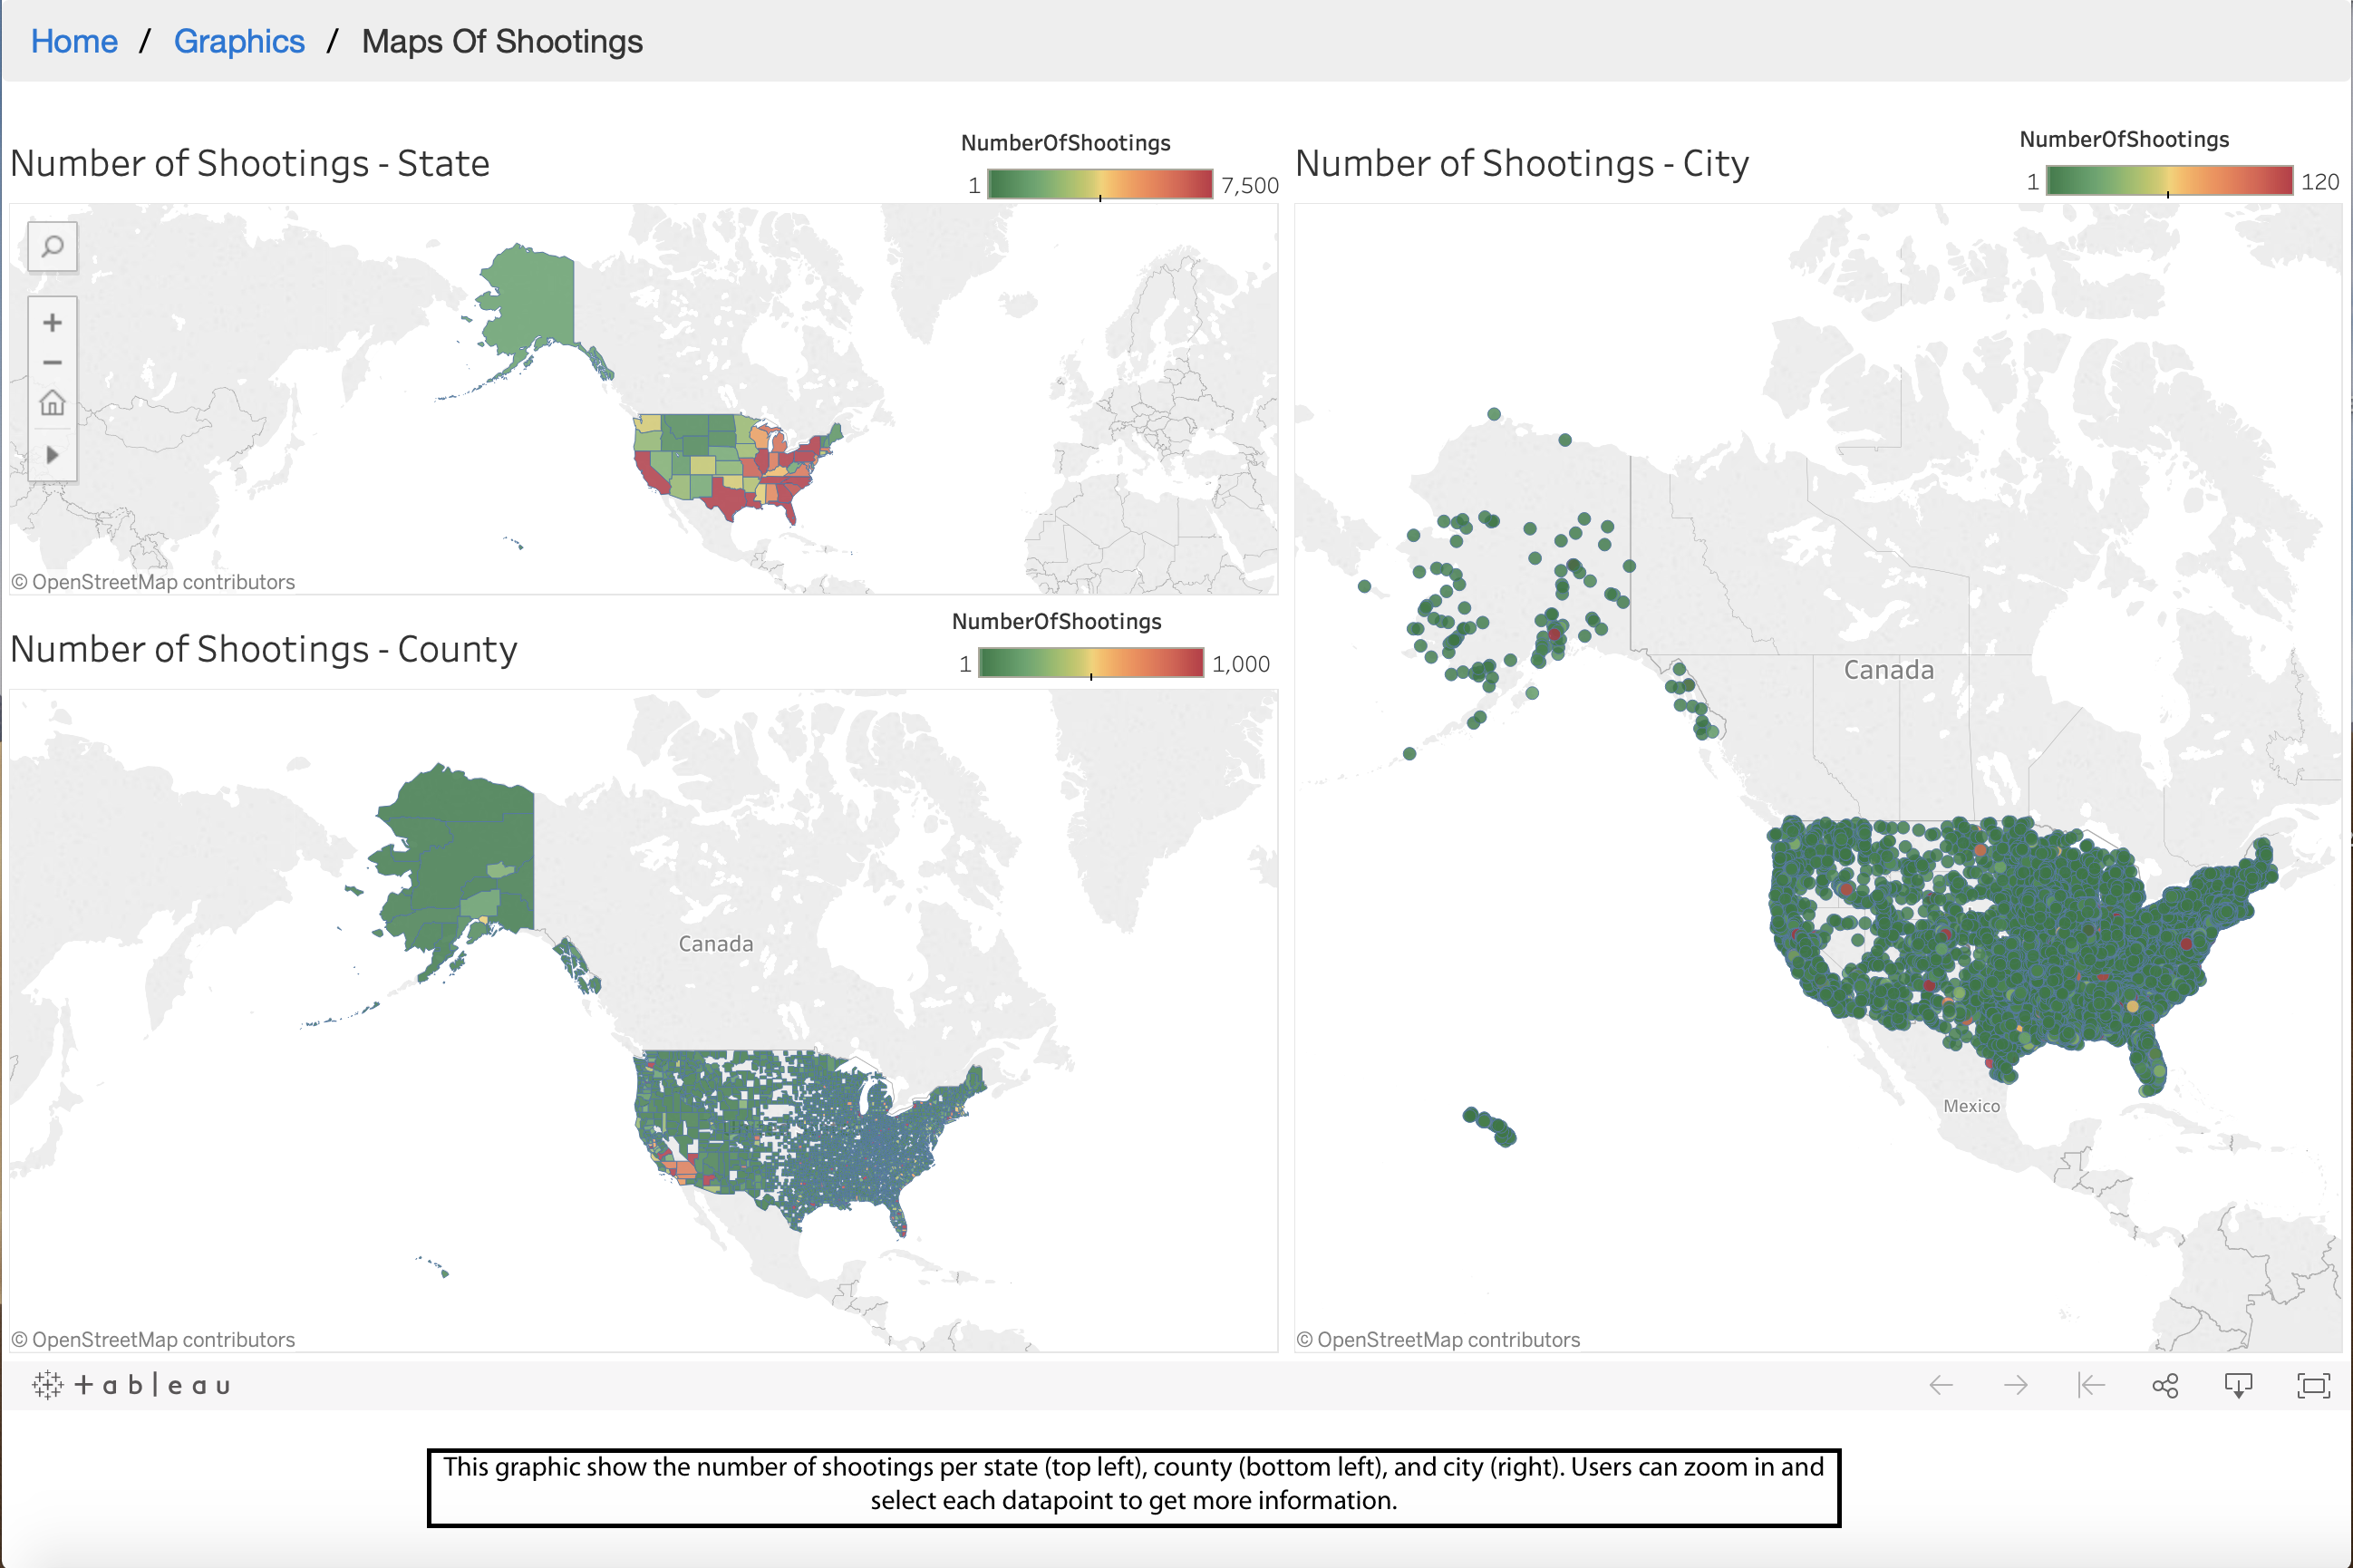 Home / Graphics / Maps Of Shootings
Number of Shootings - State
NumberOfShootings
1 7,500
© OpenStreetMap contributors
Number of Shootings - County
NumberOfShootings
1 1,000
Canada
© OpenStreetMap contributors
Number of Shootings - City
NumberOfShootings
1 120
Canada
Mexico
© OpenStreetMap contributors
+ableau
This graphic show the number of shootings per state (top left), county (bottom left), and city (right). Users can zoom in and
select each datapoint to get more information.